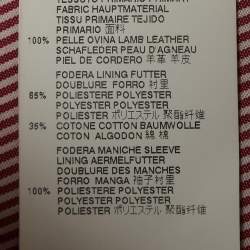 FABRIC HAUPTMATERIAL
TISSU PRIMAIRE TEJIDO
PRIMARIO 面料
100% PELLE OVINA LAMB LEATHER
SCHAFLEDER PEAU D'AGNEAU
PIEL DE CORDERO 羊革 羊皮
FODERA LINING FUTTER
DOUBLURE FORRO 衬里
65% POLIESTERE POLYESTER
POLYESTER POLYESTER
POLIESTER ポリエステル 聚酯纤维
35% COTONE COTTON BAUMWOLLE
COTON ALGODON 綿 棉
FODERA MANICHE SLEEVE
LINING AERMELFUTTER
DOUBLURE DES MANCHES
FORRO MANGA 袖子衬里
100% POLIESTERE POLYESTER
POLYESTER POLYESTER
POLIESTER ポリエステル 聚酯纤维